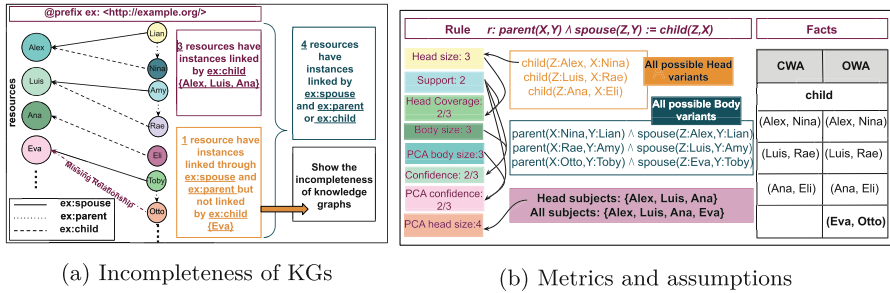 @prefix ex: <http://example.org/>
resources
Alex
Luis
Ana
Eva
Lian
Nina
Amy
Rae
Eli
Toby
Otto
Missing Relationship
ex:spouse
ex:parent
ex:child
3 resources have
instances linked
by ex:child
{Alex, Luis, Ana}
1 resource have
instances linked
through
ex:spouse and
ex:parent but
not linked
by ex:child
{Eva}
4 resources have
instances
linked by
ex:spouse
and ex:parent
or ex:child
Show the
incompleteness
of knowledge
graphs
(a) Incompleteness of KGs
Rule r: parent(X,Y) ∧ spouse(Z,Y) := child(Z,X)
Head size: 3
Support: 2
Head Coverage:
2/3
Body size: 3
PCA body size:3
Confidence: 2/3
PCA confidence:
2/3
PCA head size:4
child(Z:Alex, X:Nina)
child(Z:Luis, X:Rae)
child(Z:Ana, X:Eli)
All possible Head
variants
All possible Body
variants
parent(X:Nina,Y:Lian) ∧ spouse(Z:Alex,Y:Lian)
parent(X:Rae,Y:Amy) ∧ spouse(Z:Luis,Y:Amy)
parent(X:Otto,Y:Toby) ∧ spouse(Z:Eva,Y:Toby)
Head subjects: {Alex, Luis, Ana}
All subjects: {Alex, Luis, Ana, Eva}
Facts
CWA OWA
child
(Alex, Nina) (Alex, Nina)
(Luis, Rae) (Luis, Rae)
(Ana, Eli) (Ana, Eli)
(Eva, Otto)
(b) Metrics and assumptions